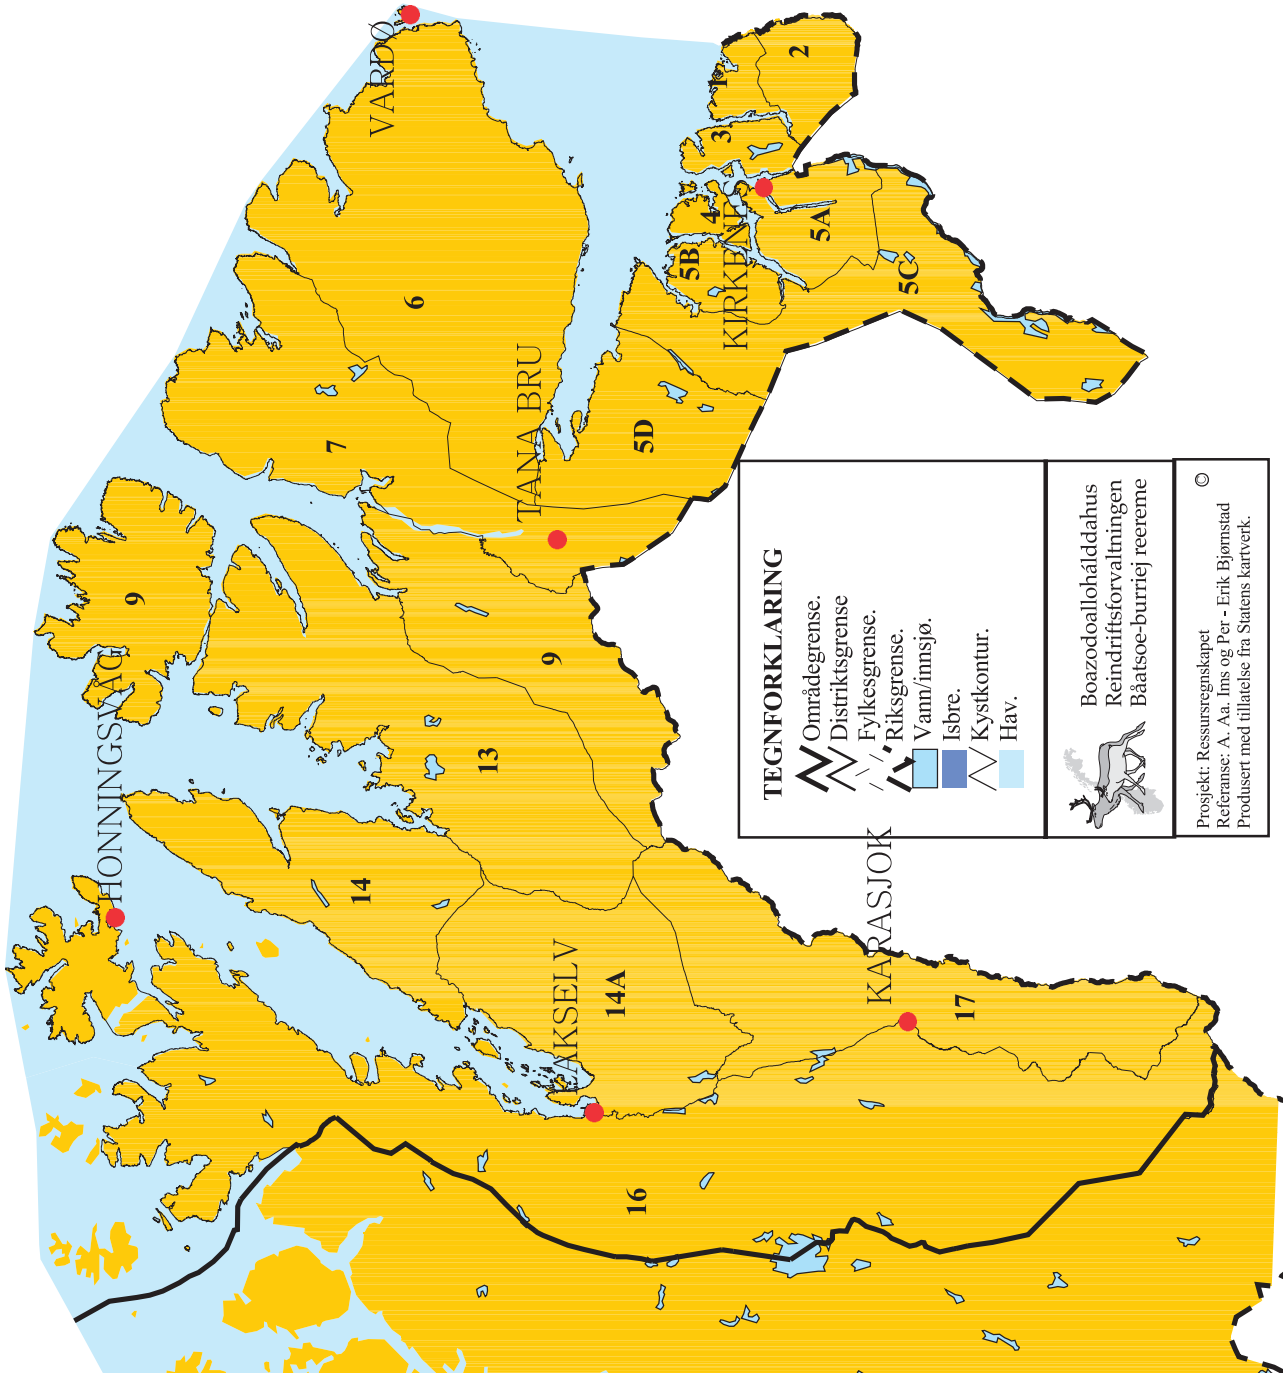 VARDØ
KIRKENES
TANA BRU
HONNINGSVÅG
KARASJOK
LAKSELV
1
2
3
4
5A
5B
5C
5D
6
7
9
9
13
14
14A
16
17
TEGNFORKLARING
Områdegrense.
Distriktsgrense
Fylkesgrense.
Riksgrense.
Vann/innsjø.
Isbre.
Kystkontur.
Hav.
Boazodoallohálddahus
Reindriftsforvaltningen
Båatsoe-burriej reereme
Prosjekt: Ressursregnskapet ©
Referanse: A. Aa. Ims og Per - Erik Bjørnstad
Produsert med tillatelse fra Statens kartverk.